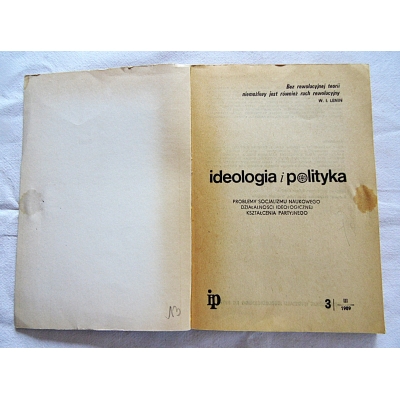 Bez rewolucyjnej teorii
niemożliwy jest również ruch rewolucyjny
W. I. LENIN
ideologia i polityka
PROBLEMY SOCJALIZMU NAUKOWEGO
DZIAŁALNOŚCI IDEOLOGICZNEJ
KSZTAŁCENIA PARTYJNEGO
ip
3
III
1989